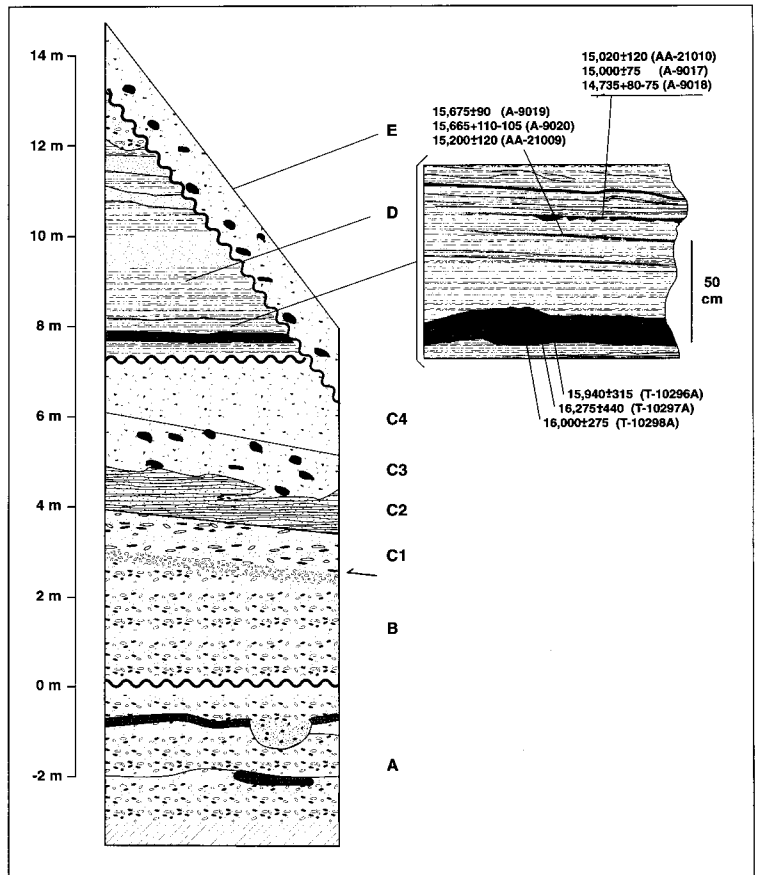 14 m
12 m
10 m
8 m
6 m
4 m
2 m
0 m
-2 m
E
D
C4
C3
C2
C1
B
A
15,020±120 (AA-21010)
15,000±75 (A-9017)
14,735+80-75 (A-9018)
15,675±90 (A-9019)
15,665+110-105 (A-9020)
15,200±120 (AA-21009)
50
cm
15,940±315 (T-10296A)
16,275±440 (T-10297A)
16,000±275 (T-10298A)